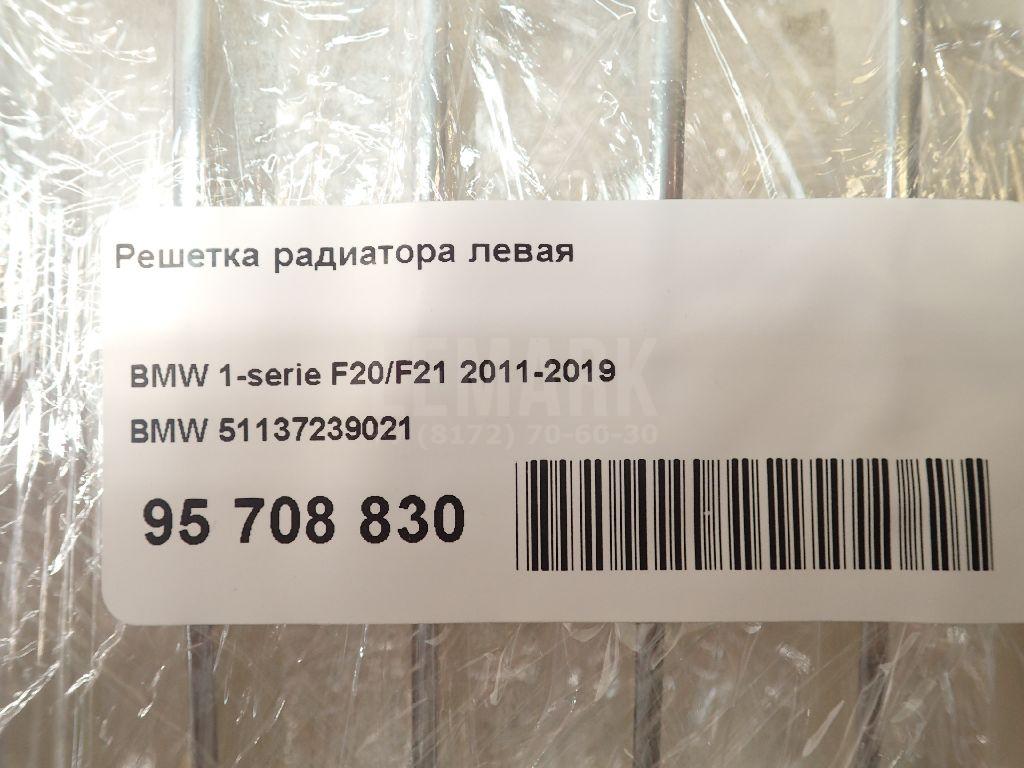 Решетка радиатора левая
BMW 1-serie F20/F21 2011-2019
LEMARK
BMW 51137239021
(8172) 70-60-30
95 708 830